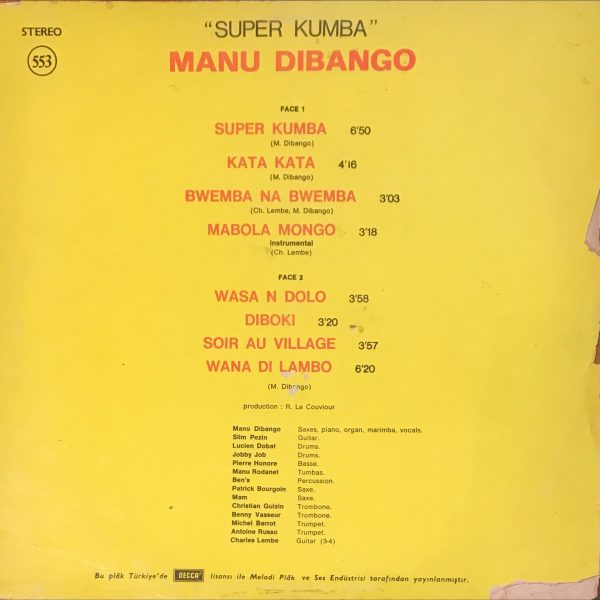 "SUPER KUMBA"
STEREO
553
MANU DIBANGO
FACE 1
SUPER KUMBA 6'50
(M. Dibango)
KATA KATA 4'16
(M. Dibango)
BWEMBA NA BWEMBA 3'03
(Ch. Lembe, M. Dibango)
MABOLA MONGO 3'18
Instrumental
(Ch. Lembe)
FACE 2
WASA N DOLO 3'58
DIBOKI 3'20
SOIR AU VILLAGE 3'57
WANA DI LAMBO 6'20
(M. Dibango)
production : R. Le Couviour
Manu Dibango Saxes, piano, organ, marimba, vocals.
Slim Pezin Guitar.
Lucien Dobat Drums.
Jobby Job Drums.
Pierre Honore Basse.
Manu Rodanet Tumbas.
Ben's Percussion.
Patrick Bourgoin Saxe.
Mam Saxe.
Christian Guizin Trombone.
Benny Vasseur Trombone.
Michel Barrot Trumpet.
Antoine Russo Trumpet.
Charles Lembe Guitar (3-4)
Bu plâk Türkiye'de DECCA lisansı ile Melodi Plâk ve Ses Endüstrisi tarafından yayınlanmıştır.